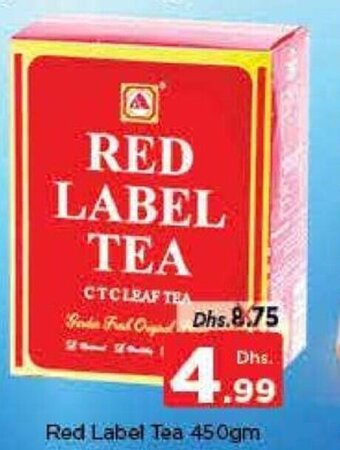 RED
LABEL
TEA
CTC LEAF TEA
Dhs.8.75
Dhs.
4.99
Red Label Tea 450gm